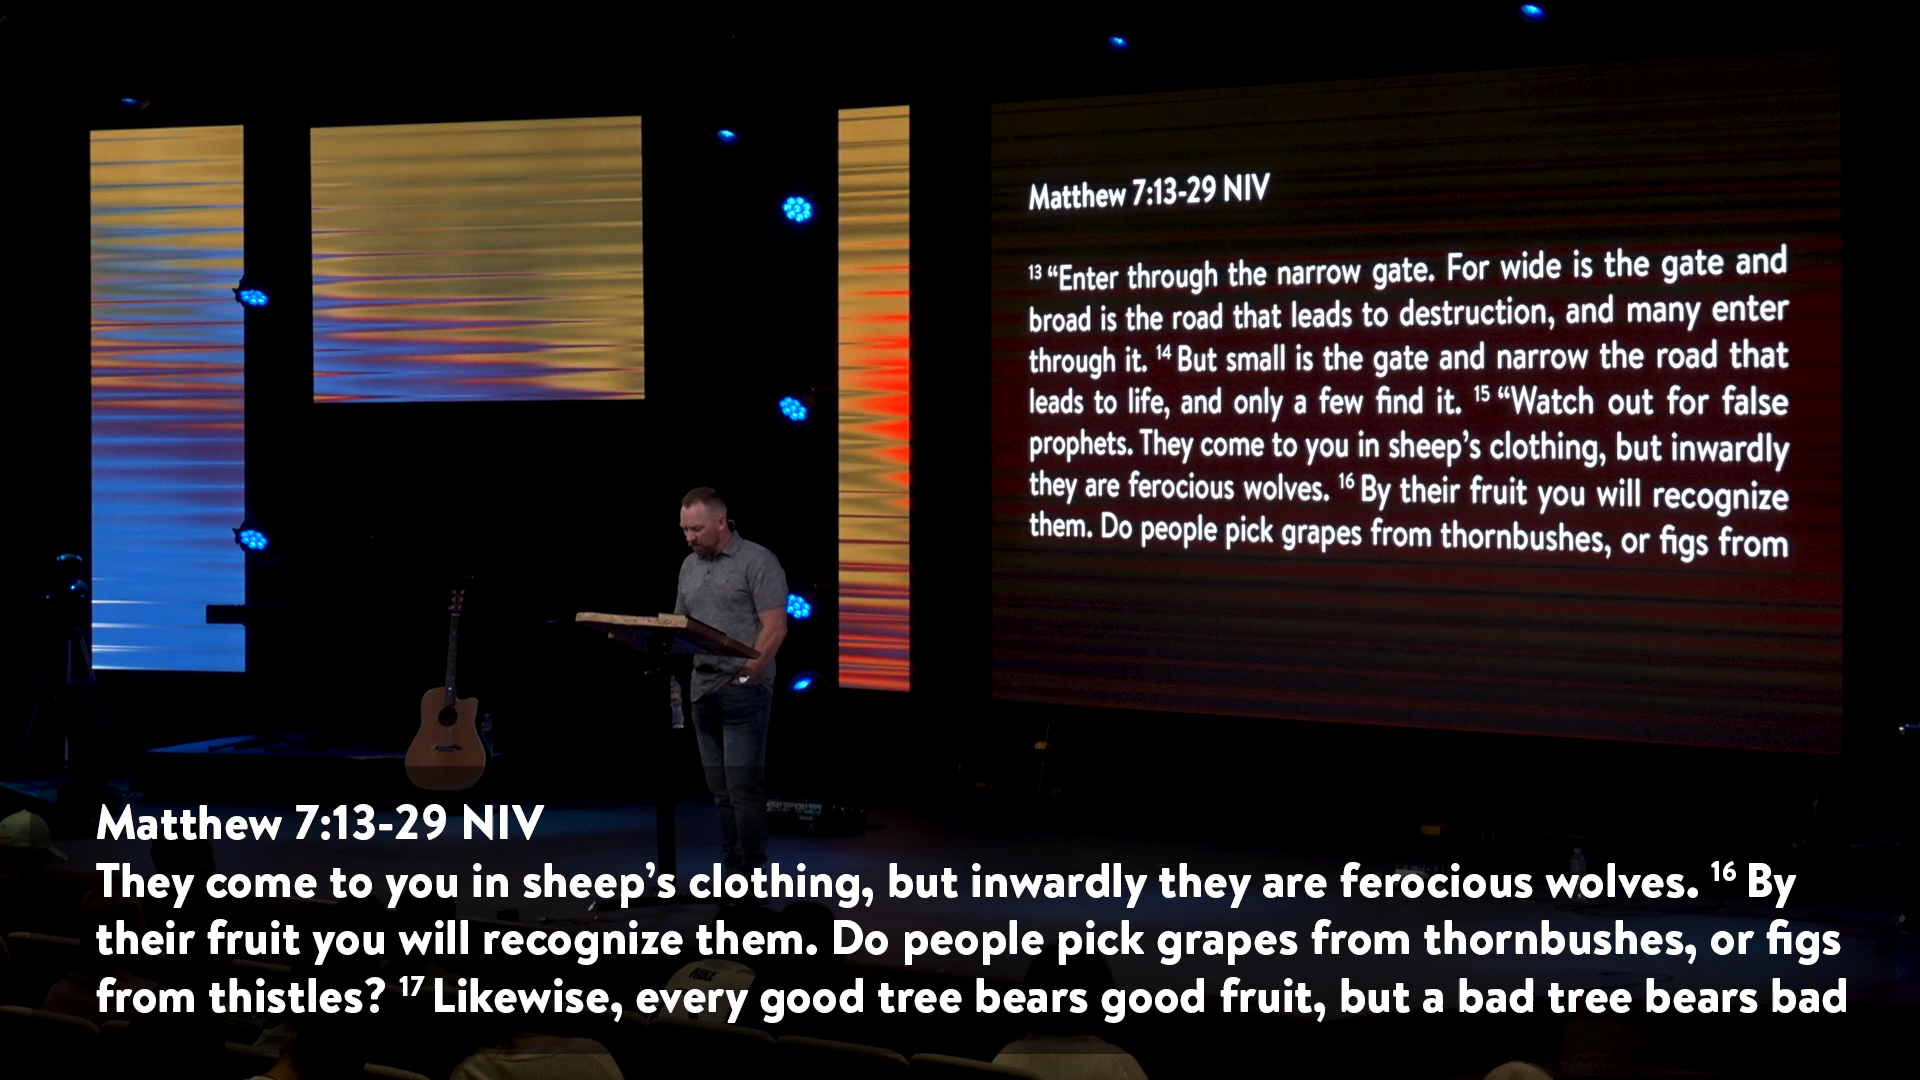 Matthew 7:13-29 NIV
13 “Enter through the narrow gate. For wide is the gate and
broad is the road that leads to destruction, and many enter
through it. 14 But small is the gate and narrow the road that
leads to life, and only a few find it. 15 “Watch out for false
prophets. They come to you in sheep’s clothing, but inwardly
they are ferocious wolves. 16 By their fruit you will recognize
them. Do people pick grapes from thornbushes, or figs from
Matthew 7:13-29 NIV
They come to you in sheep’s clothing, but inwardly they are ferocious wolves. 16 By
their fruit you will recognize them. Do people pick grapes from thornbushes, or figs
from thistles? 17 Likewise, every good tree bears good fruit, but a bad tree bears bad
NIKE